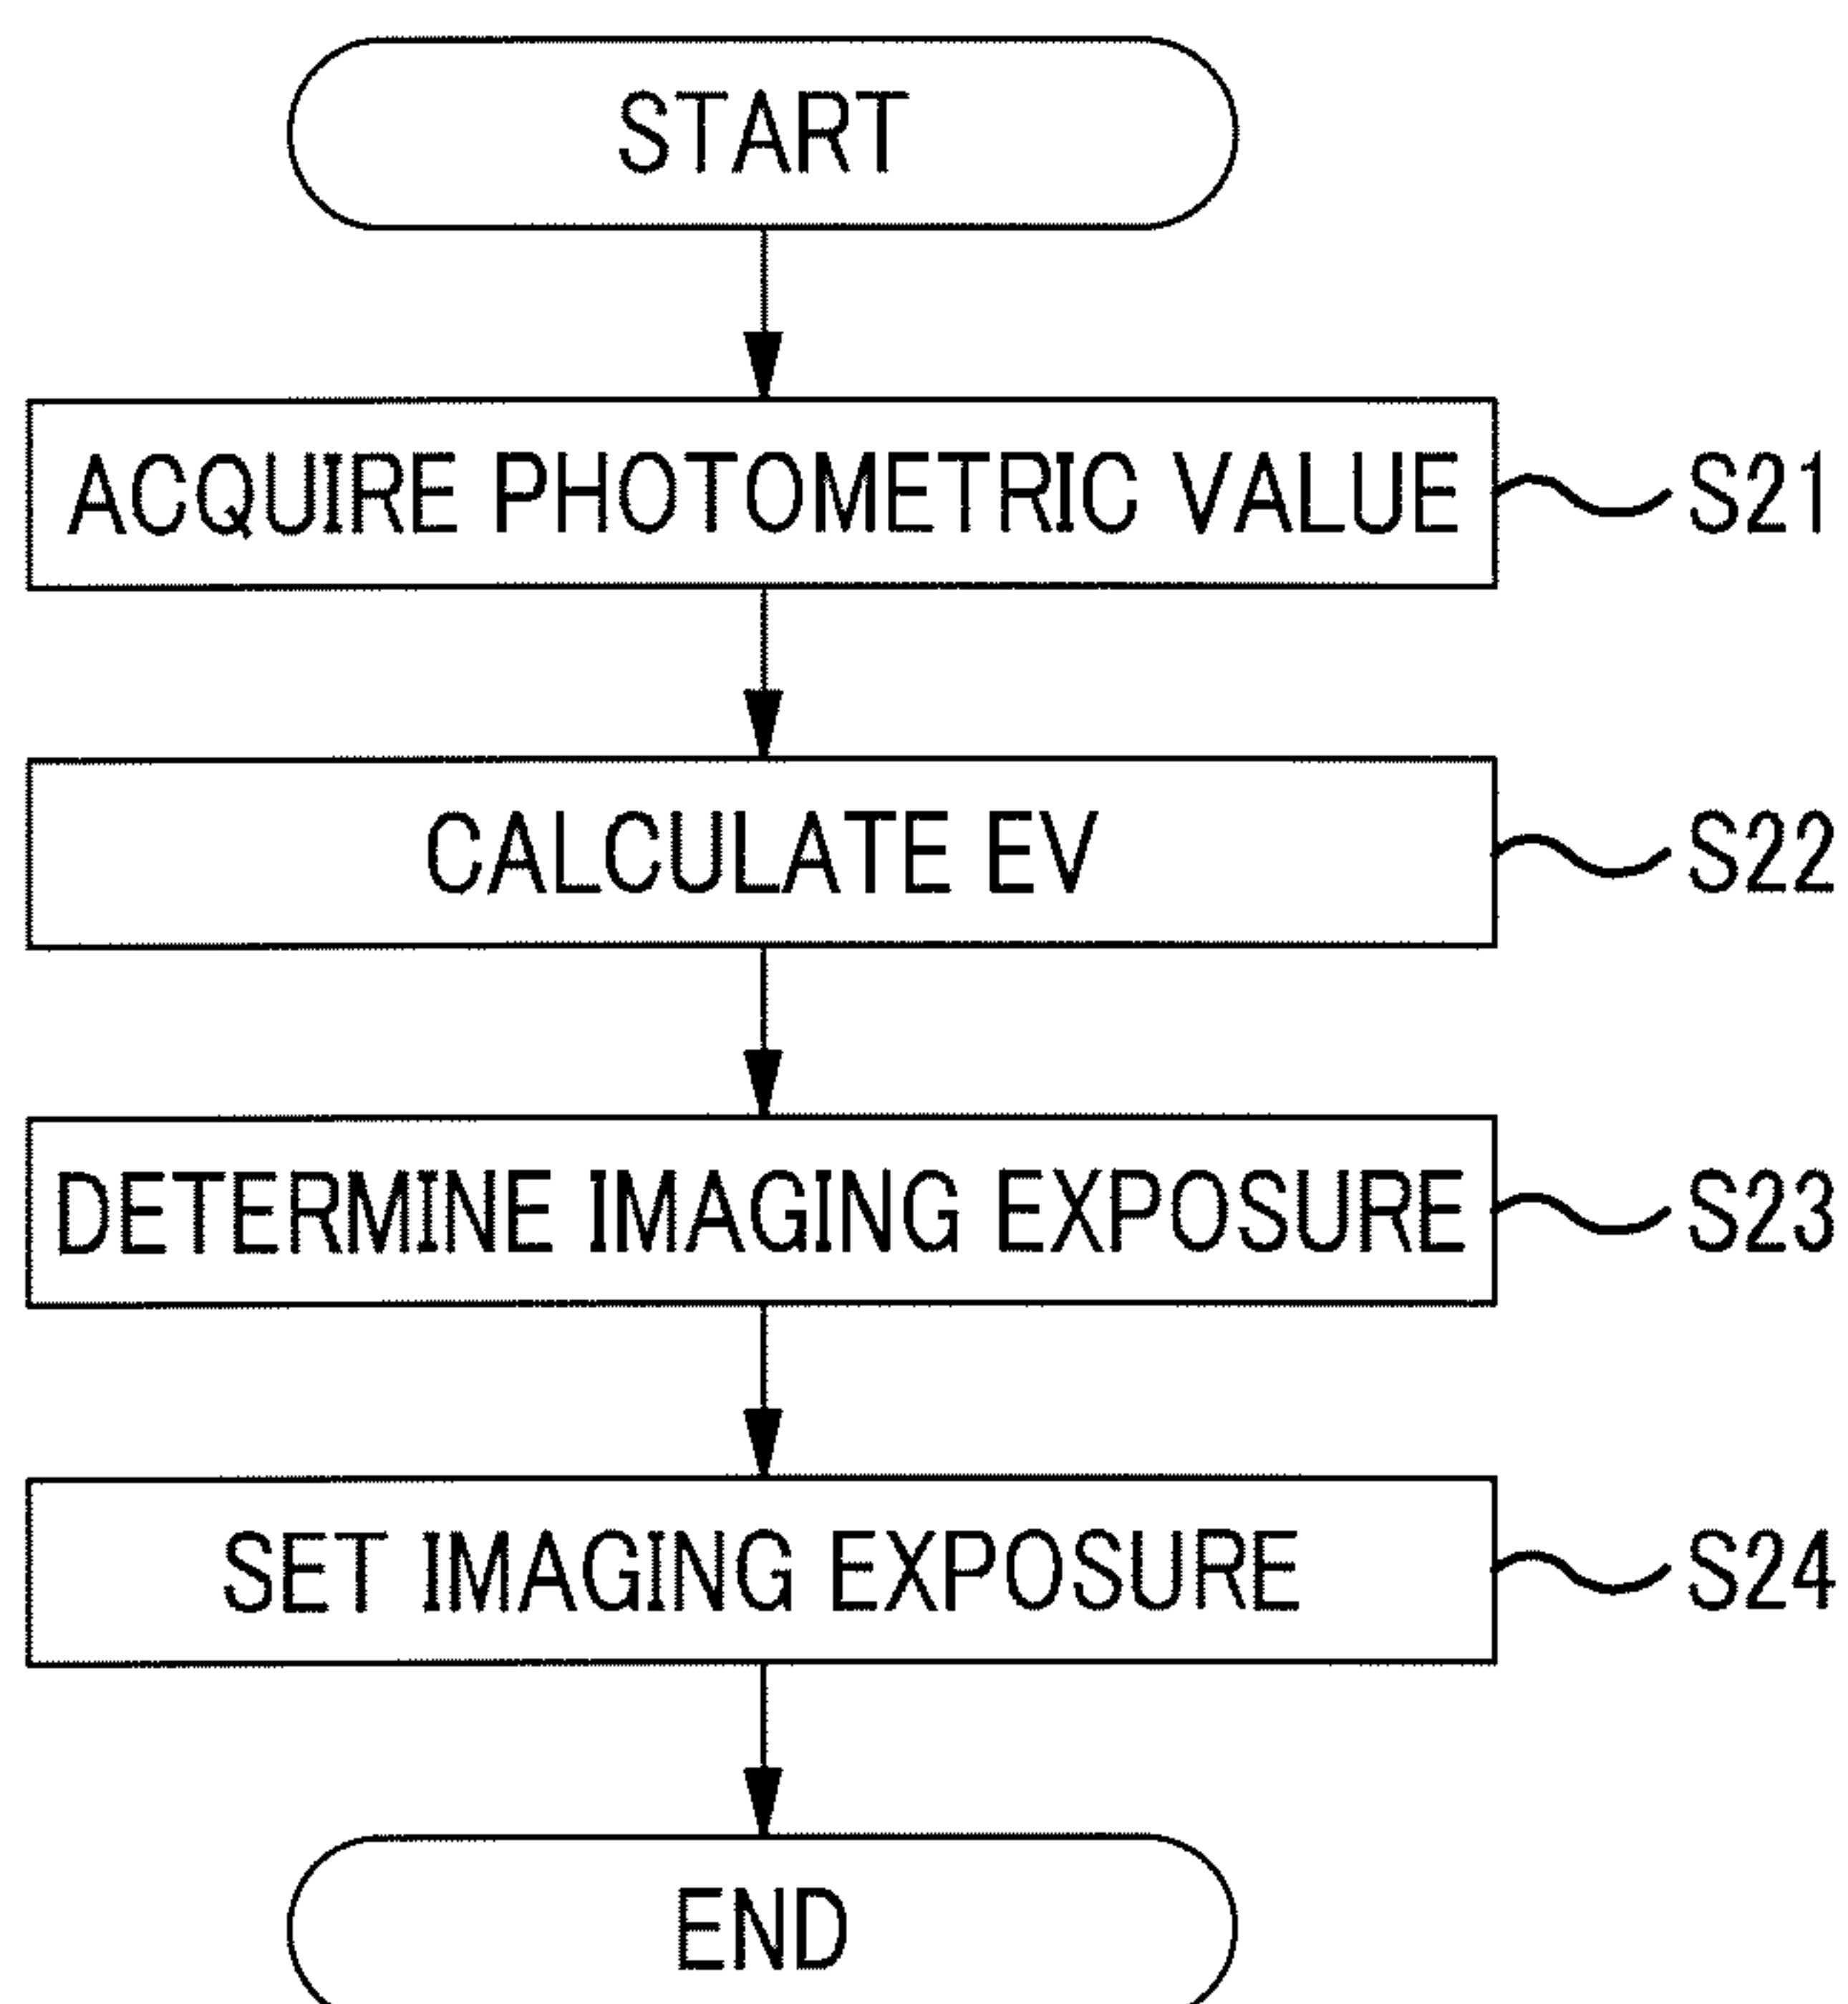 START
ACQUIRE PHOTOMETRIC VALUE S21
CALCULATE EV S22
DETERMINE IMAGING EXPOSURE S23
SET IMAGING EXPOSURE S24
END